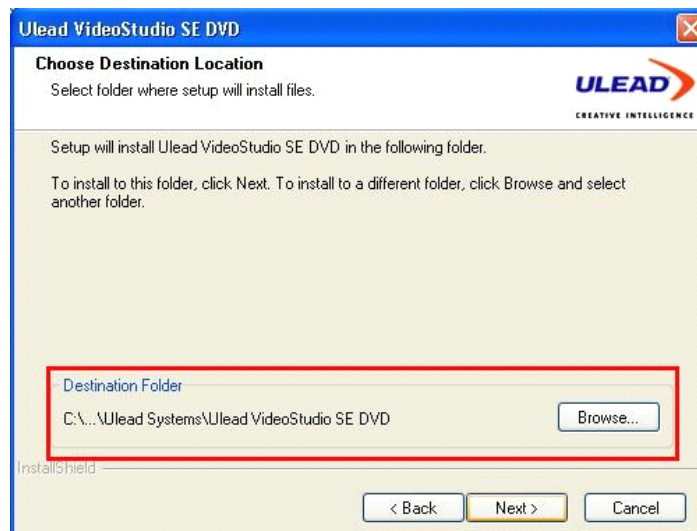 Ulead VideoStudio SE DVD
Choose Destination Location
Select folder where setup will install files.
ULEAD
CREATIVE INTELLIGENCE
Setup will install Ulead VideoStudio SE DVD in the following folder.
To install to this folder, click Next. To install to a different folder, click Browse and select
another folder.
Destination Folder
C:\...\Ulead Systems\Ulead VideoStudio SE DVD
Browse...
InstallShield
< Back
Next >
Cancel